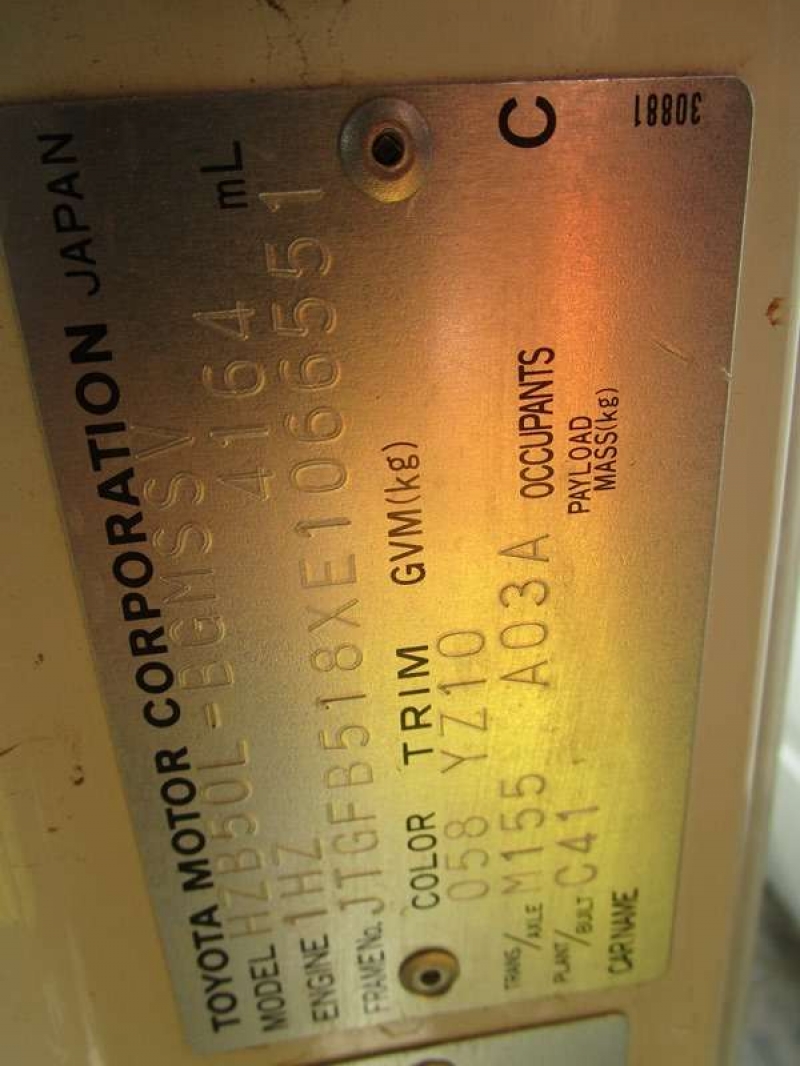 TOYOTA MOTOR CORPORATION JAPAN
MODEL HZB50L-BGMSSV
ENGINE 1HZ 4164 mL
FRAME No. JTGFB518XE1066551
COLOR TRIM GVM(kg)
058 YZ10
TRANS/AXLE M155 A03A C
PLANT/BUILT C41 OCCUPANTS
PAYLOAD MASS(kg)
CAR NAME
30881